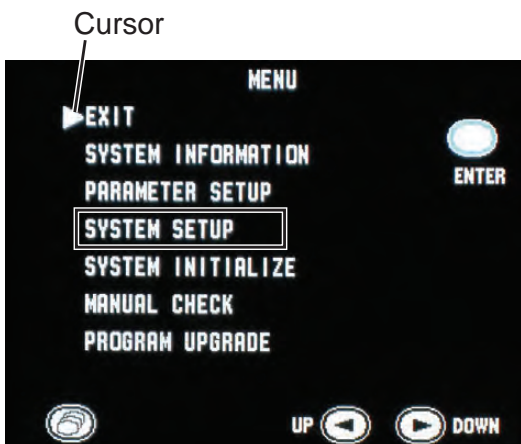 Cursor
MENU
EXIT
SYSTEM INFORMATION
ENTER
PARAMETER SETUP
SYSTEM SETUP
SYSTEM INITIALIZE
MANUAL CHECK
PROGRAM UPGRADE
UP DOWN